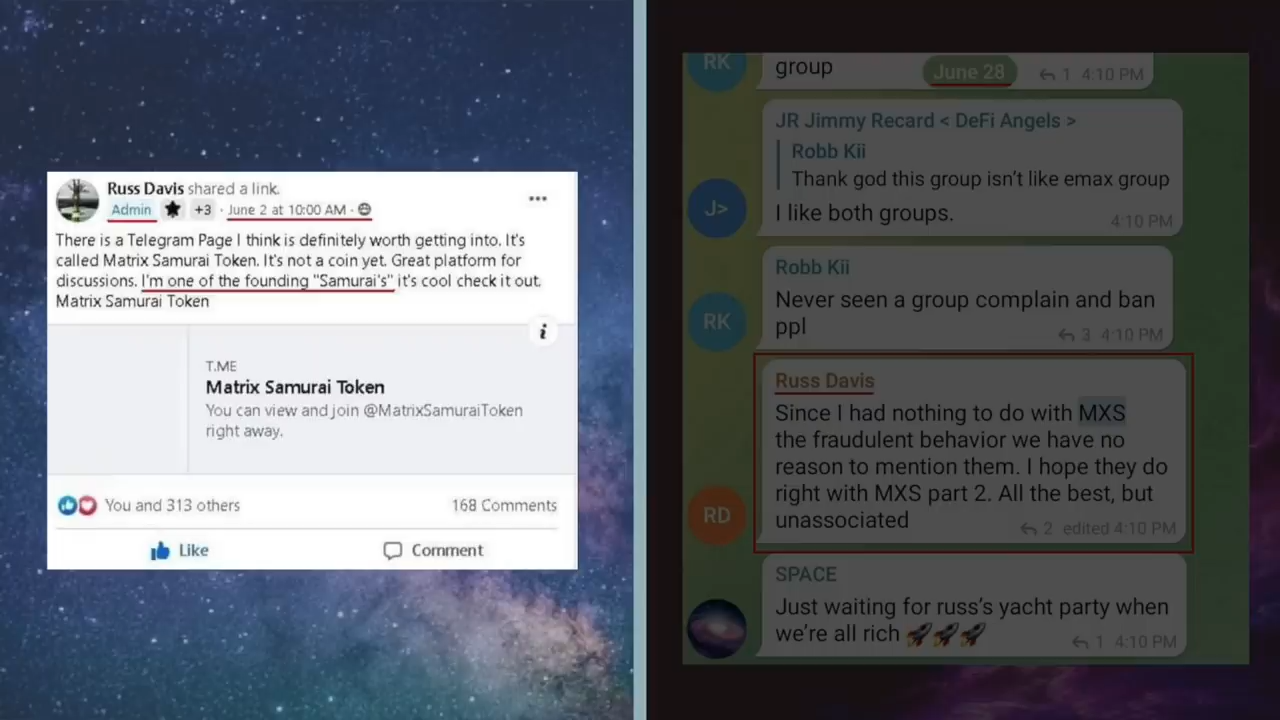 Russ Davis shared a link.
Admin +3 · June 2 at 10:00 AM ·
There is a Telegram Page I think is definitely worth getting into. It's
called Matrix Samurai Token. It's not a coin yet. Great platform for
discussions. I'm one of the founding "Samurai's" it's cool check it out.
Matrix Samurai Token
i
T.ME
Matrix Samurai Token
You can view and join @MatrixSamuraiToken
right away.
You and 313 others 168 Comments
Like Comment
RK
group
June 28
1 4:10 PM
JR Jimmy Recard < DeFi Angels >
Robb Kii
Thank god this group isn't like emax group
J>
I like both groups.
4:10 PM
Robb Kii
Never seen a group complain and ban
RK
ppl
3 4:10 PM
Russ Davis
Since I had nothing to do with MXS
the fraudulent behavior we have no
reason to mention them. I hope they do
right with MXS part 2. All the best, but
RD
unassociated
2 edited 4:10 PM
SPACE
Just waiting for russ's yacht party when
we're all rich 🚀🚀🚀
1 4:10 PM